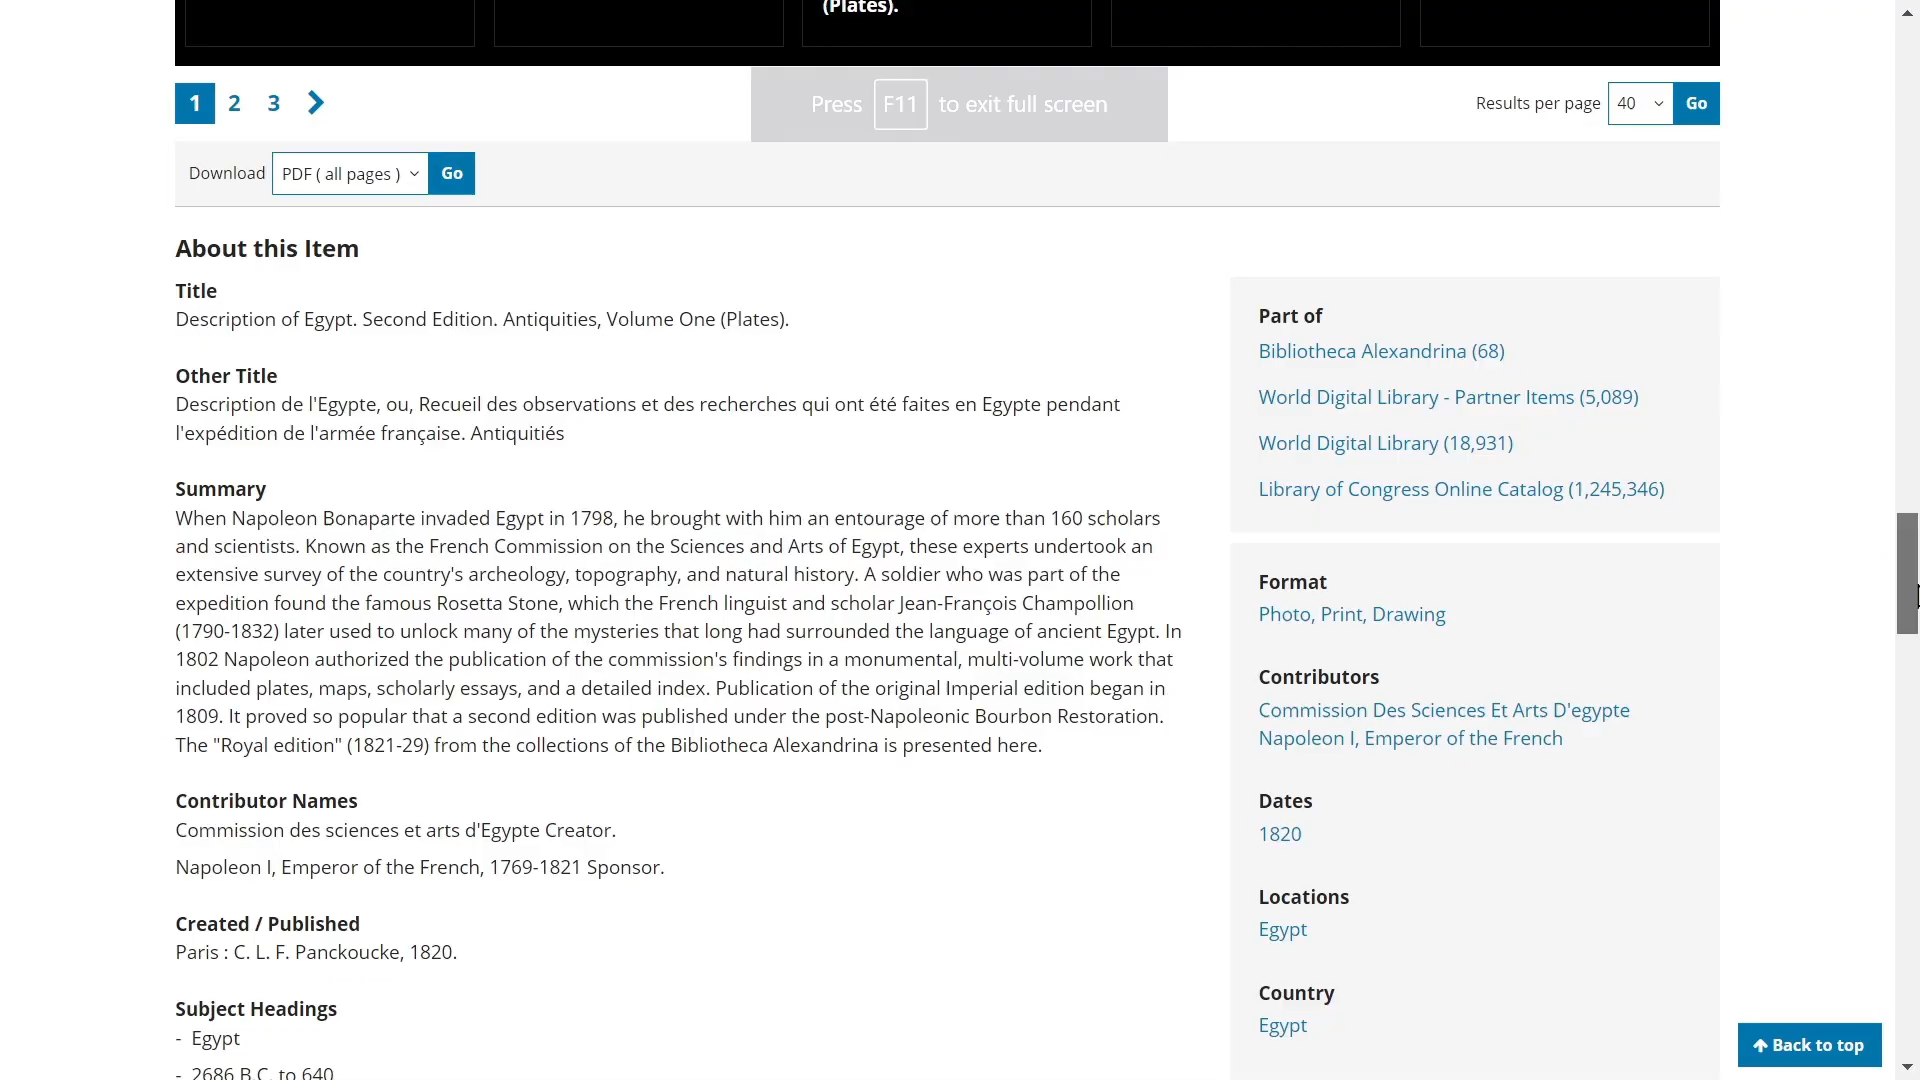 (Plates).
1 2 3
Press F11 to exit full screen
Results per page 40 Go
Download PDF ( all pages ) Go
About this Item
Title
Description of Egypt. Second Edition. Antiquities, Volume One (Plates).
Other Title
Description de l'Egypte, ou, Recueil des observations et des recherches qui ont été faites en Egypte pendant
l'expédition de l'armée française. Antiquitiés
Summary
When Napoleon Bonaparte invaded Egypt in 1798, he brought with him an entourage of more than 160 scholars
and scientists. Known as the French Commission on the Sciences and Arts of Egypt, these experts undertook an
extensive survey of the country's archeology, topography, and natural history. A soldier who was part of the
expedition found the famous Rosetta Stone, which the French linguist and scholar Jean-François Champollion
(1790-1832) later used to unlock many of the mysteries that long had surrounded the language of ancient Egypt. In
1802 Napoleon authorized the publication of the commission's findings in a monumental, multi-volume work that
included plates, maps, scholarly essays, and a detailed index. Publication of the original Imperial edition began in
1809. It proved so popular that a second edition was published under the post-Napoleonic Bourbon Restoration.
The "Royal edition" (1821-29) from the collections of the Bibliotheca Alexandrina is presented here.
Contributor Names
Commission des sciences et arts d'Egypte Creator.
Napoleon I, Emperor of the French, 1769-1821 Sponsor.
Created / Published
Paris : C. L. F. Panckoucke, 1820.
Subject Headings
- Egypt
- 2686 B.C. to 640
Part of
Bibliotheca Alexandrina (68)
World Digital Library - Partner Items (5,089)
World Digital Library (18,931)
Library of Congress Online Catalog (1,245,346)
Format
Photo, Print, Drawing
Contributors
Commission Des Sciences Et Arts D'egypte
Napoleon I, Emperor of the French
Dates
1820
Locations
Egypt
Country
Egypt
Back to top